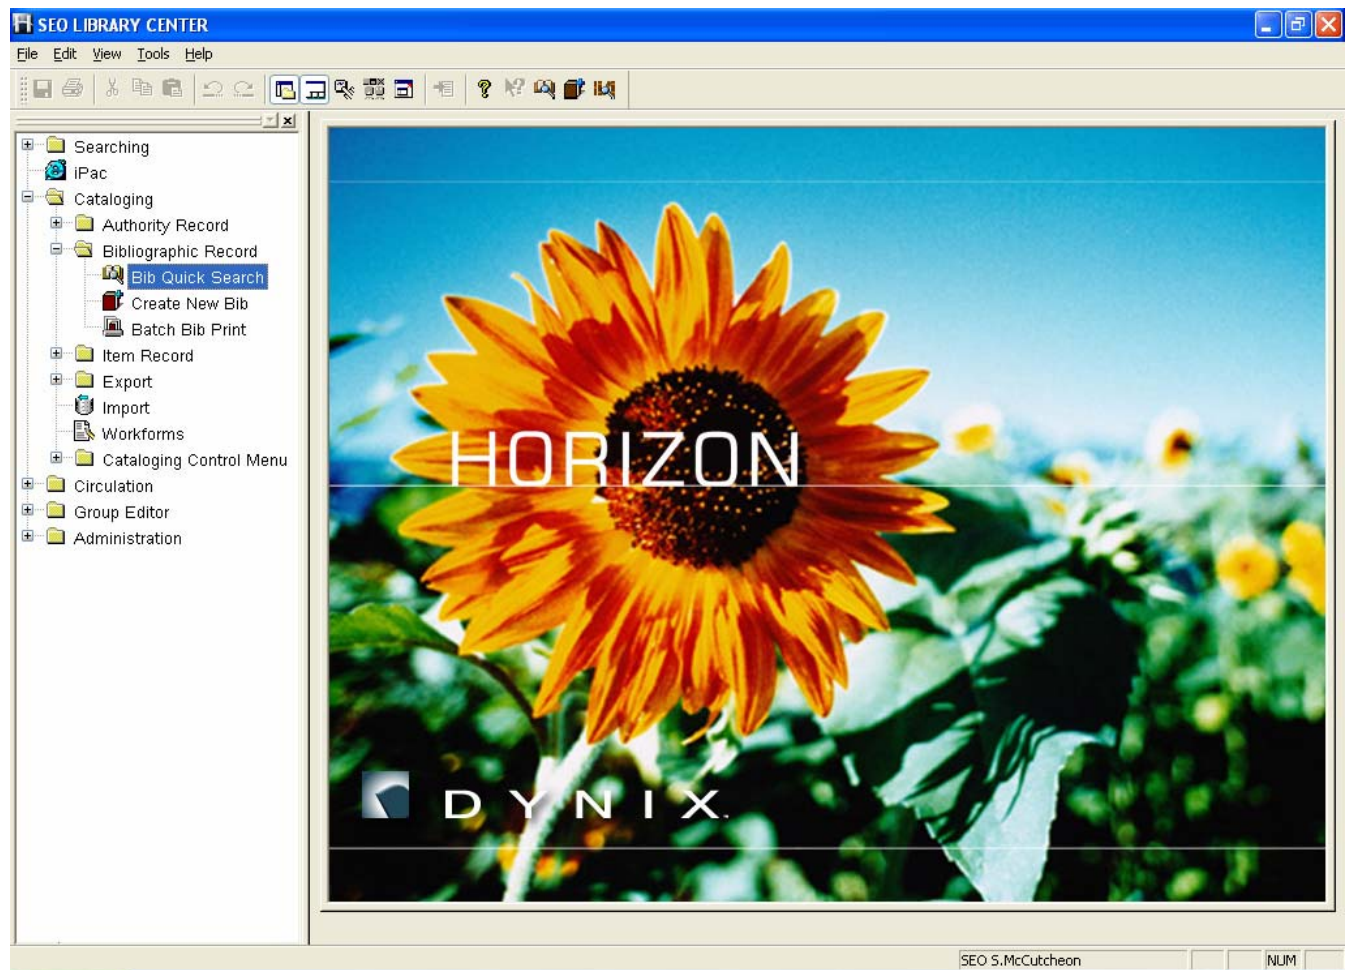 SEO LIBRARY CENTER
File Edit View Tools Help
Searching
iPac
Cataloging
Authority Record
Bibliographic Record
Bib Quick Search
Create New Bib
Batch Bib Print
Item Record
Export
Import
Workforms
Cataloging Control Menu
Circulation
Group Editor
Administration
HORIZON
DYNIX.
SEO S.McCutcheon NUM